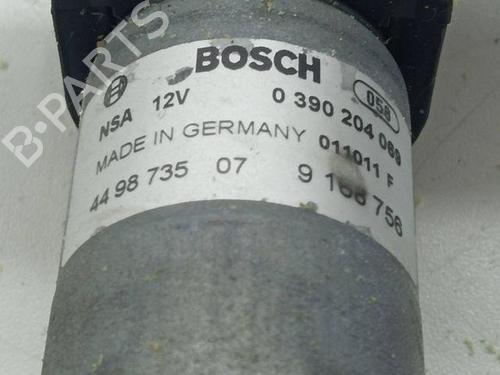 BOSCH
NSA 12V 0 390 204 069 058
MADE IN GERMANY 011011 F
44 98 735 07 9 166 756
B-PARTS